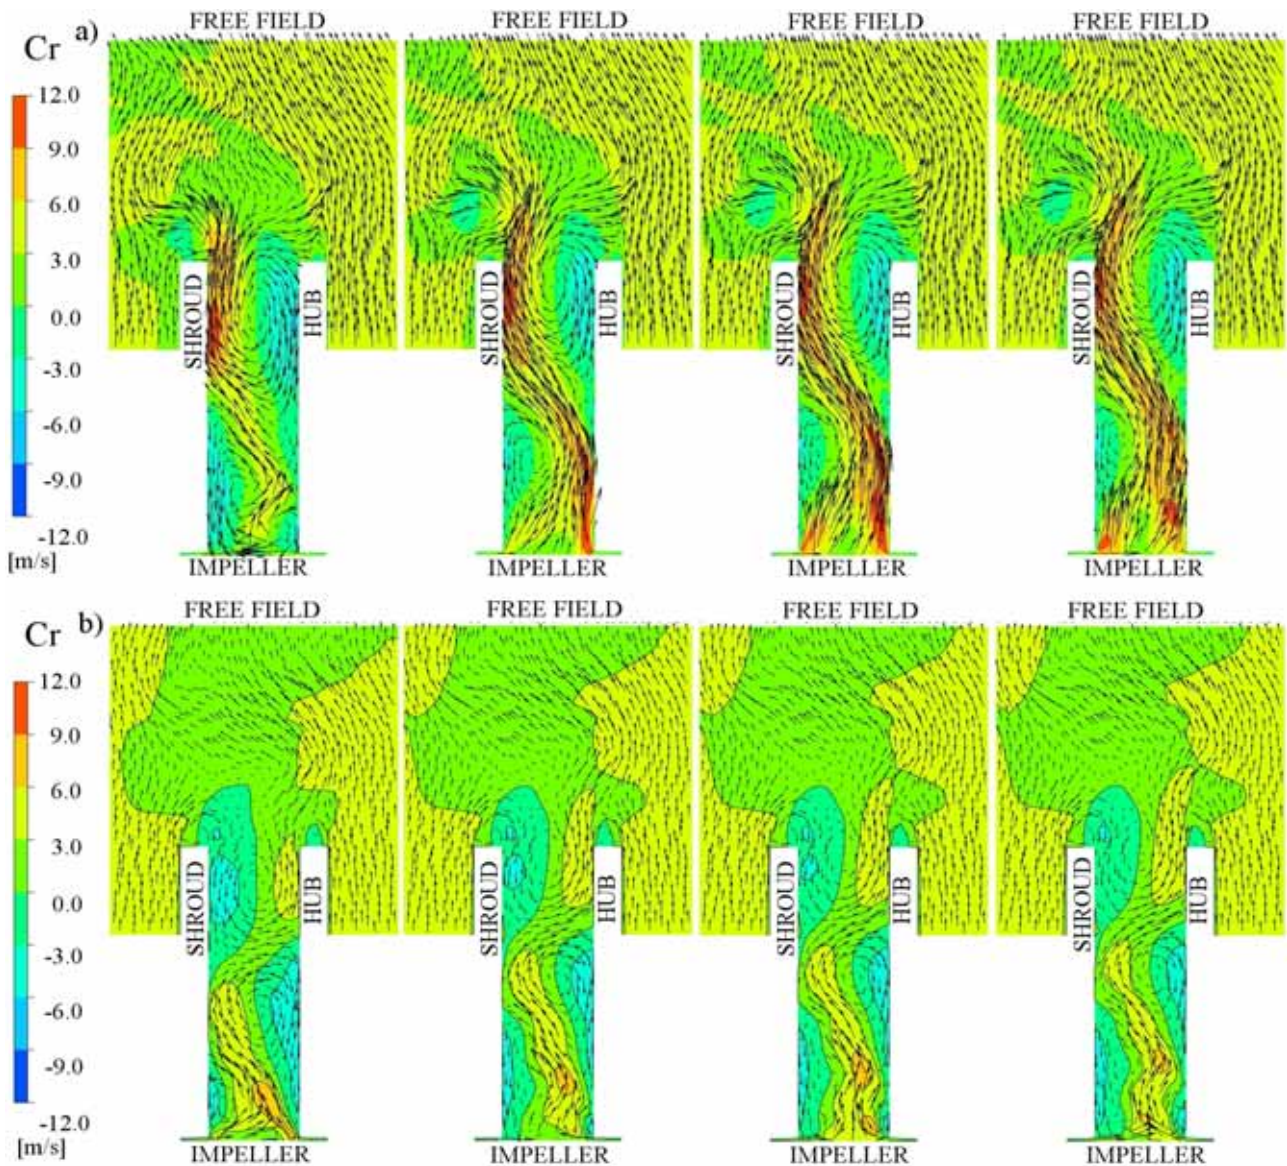 FREE FIELD FREE FIELD FREE FIELD FREE FIELD
a)
Cr
12.0
9.0
6.0
3.0
0.0
-3.0
-6.0
-9.0
-12.0
[m/s]
SHROUD HUB SHROUD HUB SHROUD HUB SHROUD HUB
IMPELLER IMPELLER IMPELLER IMPELLER
FREE FIELD FREE FIELD FREE FIELD FREE FIELD
b)
Cr
12.0
9.0
6.0
3.0
0.0
-3.0
-6.0
-9.0
-12.0
[m/s]
SHROUD HUB SHROUD HUB SHROUD HUB SHROUD HUB
IMPELLER IMPELLER IMPELLER IMPELLER